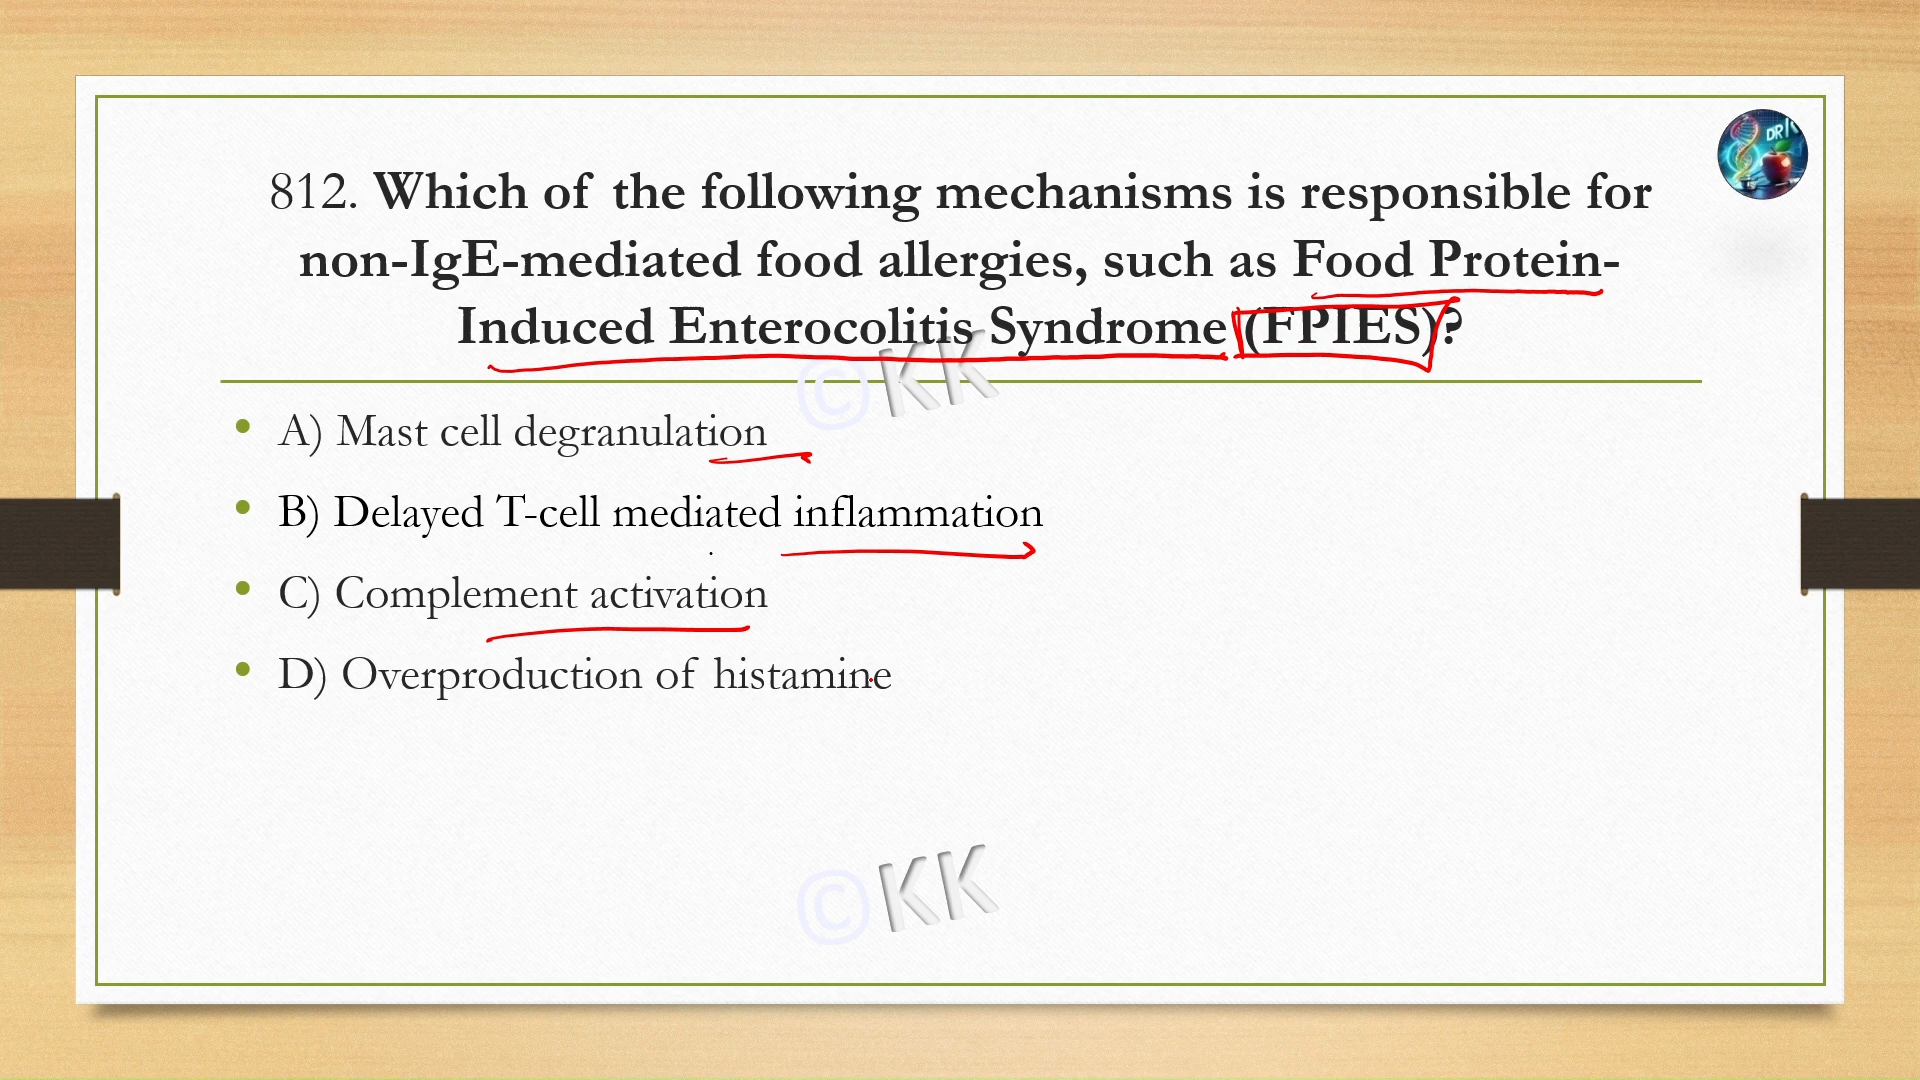 812. Which of the following mechanisms is responsible for
non-IgE-mediated food allergies, such as Food Protein-
Induced Enterocolitis Syndrome (FPIES)?
©KK
• A) Mast cell degranulation
• B) Delayed T-cell mediated inflammation
• C) Complement activation
• D) Overproduction of histamine
©KK